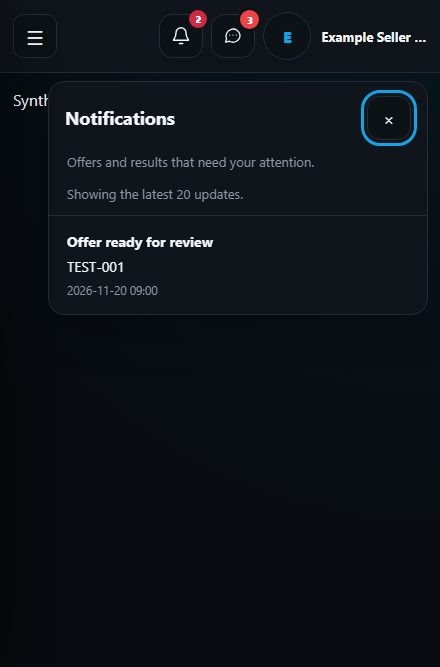 ☰ 2 3 E Example Seller ...
Synth
Notifications
×
Offers and results that need your attention.
Showing the latest 20 updates.
Offer ready for review
TEST-001
2026-11-20 09:00